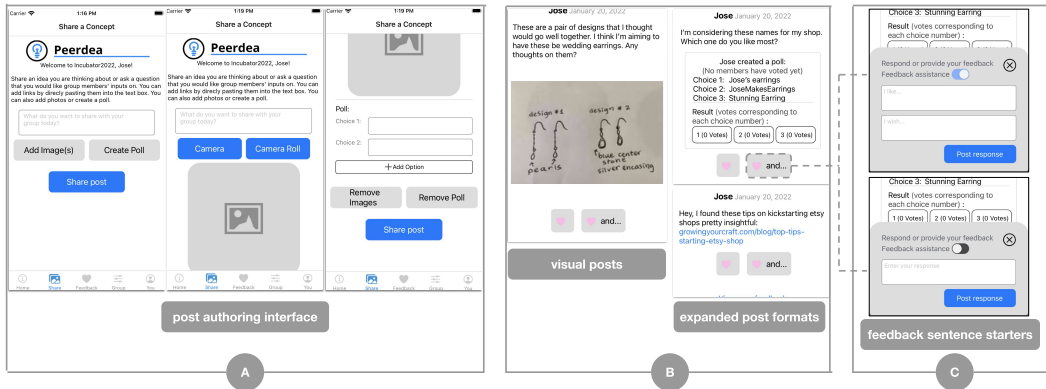 Carrier 1:16 PM
Share a Concept
Peerdea
Welcome to Incubator2022, Jose!
Share an idea you are thinking about or ask a question
that you would like group members' inputs on. You can
add links by direcly pasting them into the text box. You
can also add photos or create a poll.
What do you want to share with your
group today?
Add Image(s)
Create Poll
Share post
Home
Share
Feedback
Group
You
Carrier 1:19 PM
Share a Concept
Peerdea
Welcome to Incubator2022, Jose!
Share an idea you are thinking about or ask a question
that you would like group members' inputs on. You can
add links by direcly pasting them into the text box. You
can also add photos or create a poll.
What do you want to share with your
group today?
Camera
Camera Roll
Home
Share
Feedback
Group
You
Carrier 1:19 PM
Share a Concept
Poll:
Choice 1:
Choice 2:
+Add Option
Remove
Images
Remove Poll
Share post
Home
Share
Feedback
Group
You
post authoring interface
A
Jose January 20, 2022
These are a pair of designs that I thought
would go well together. I think I'm aiming to
have these be wedding earrings. Any
thoughts on them?
design #1
design #2
pearls
blue center
stone
silver encasing
and...
visual posts
Jose January 20, 2022
I'm considering these names for my shop.
Which one do you like most?
Jose created a poll:
(No members have voted yet)
Choice 1: Jose's earrings
Choice 2: JoseMakesEarrings
Choice 3: Stunning Earring
Result (votes corresponding to
each choice number) :
1 (0 Votes)
2 (0 Votes)
3 (0 Votes)
and...
Jose January 20, 2022
Hey, I found these tips on kickstarting etsy
shops pretty insightful:
growingyourcraft.com/blog/top-tips-
starting-etsy-shop
and...
expanded post formats
B
Choice 3: Stunning Earring
Result (votes corresponding to
each choice number) :
Respond or provide your feedback
Feedback assistance
I like...
I wish...
Post response
Choice 3: Stunning Earring
Result (votes corresponding to
each choice number) :
1 (0 Votes)
2 (0 Votes)
3 (0 Votes)
Respond or provide your feedback
Feedback assistance
Enter your response
Post response
feedback sentence starters
C